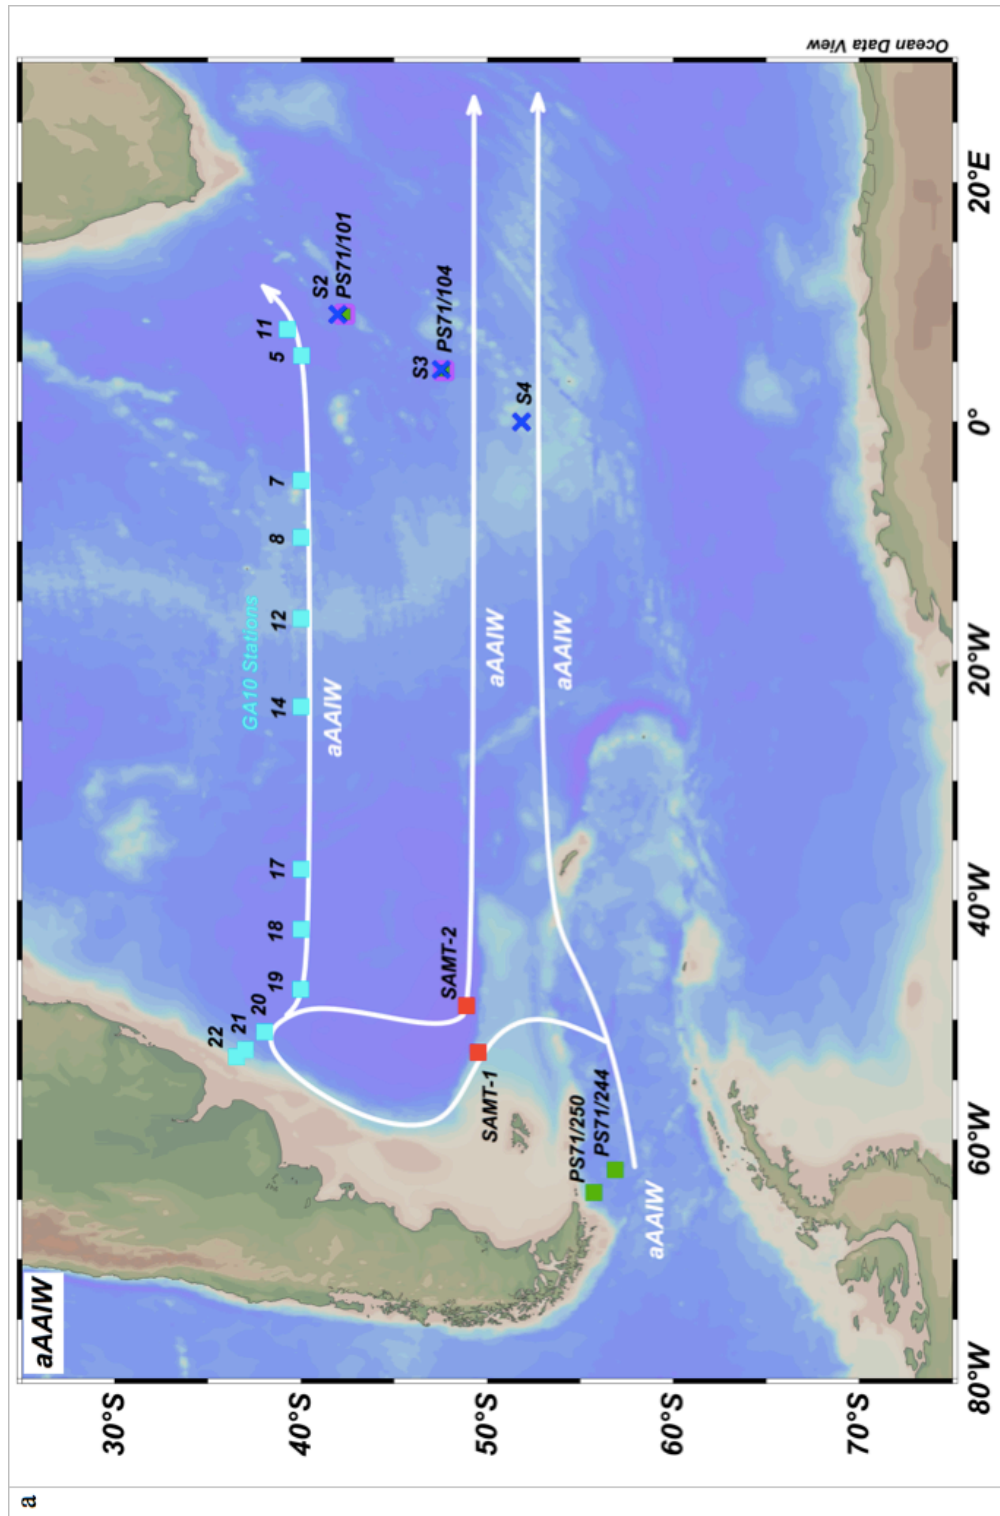 a
aAAIW
Ocean Data View
30°S
40°S
50°S
60°S
70°S
80°W
60°W
40°W
20°W
0°
20°E
22
21
20
19
18
17
14
12
8
7
5
11
GA10 Stations
aAAIW
S2
PS71/101
S3
PS71/104
S4
aAAIW
aAAIW
SAMT-2
SAMT-1
PS71/250
PS71/244
aAAIW